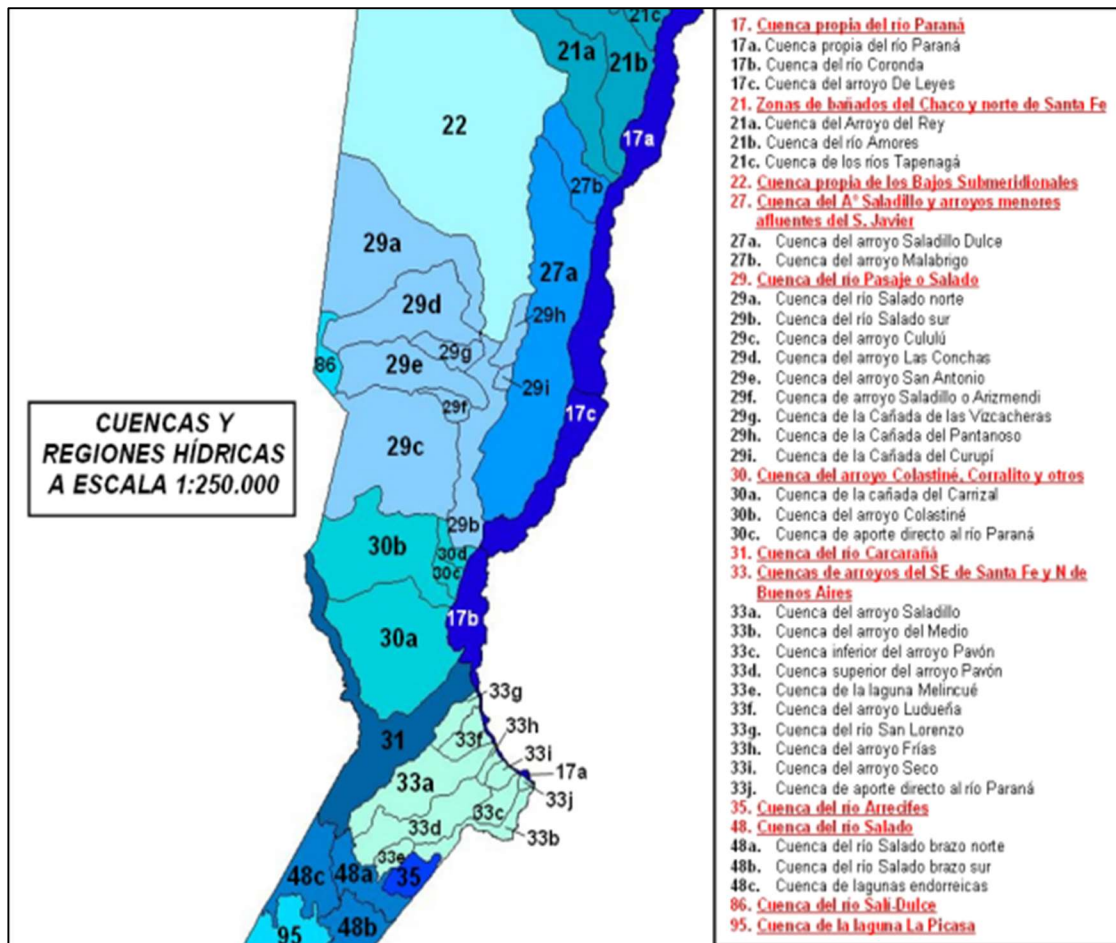 21c
21a
21b
22
17a
27b
29a
27a
29d
29h
29g
86
29e
29i
29f
17c
CUENCAS Y
REGIONES HÍDRICAS
A ESCALA 1:250.000
29c
29b
30b
30d
30c
17b
30a
33g
33h
31
33f
33i
33a
17a
33j
33c
33d
33b
33e
48c
48a
35
48b
95
17. Cuenca propia del río Paraná
17a. Cuenca propia del río Paraná
17b. Cuenca del río Coronda
17c. Cuenca del arroyo De Leyes
21. Zonas de bañados del Chaco y norte de Santa Fe
21a. Cuenca del Arroyo del Rey
21b. Cuenca del río Amores
21c. Cuenca de los ríos Tapenagá
22. Cuenca propia de los Bajos Submeridionales
27. Cuenca del A° Saladillo y arroyos menores
afluentes del S. Javier
27a. Cuenca del arroyo Saladillo Dulce
27b. Cuenca del arroyo Malabrigo
29. Cuenca del río Pasaje o Salado
29a. Cuenca del río Salado norte
29b. Cuenca del río Salado sur
29c. Cuenca del arroyo Cululú
29d. Cuenca del arroyo Las Conchas
29e. Cuenca del arroyo San Antonio
29f. Cuenca de arroyo Saladillo o Arizmendi
29g. Cuenca de la Cañada de las Vizcacheras
29h. Cuenca de la Cañada del Pantanoso
29i. Cuenca de la Cañada del Curupí
30. Cuenca del arroyo Colastiné, Corralito y otros
30a. Cuenca de la cañada del Carrizal
30b. Cuenca del arroyo Colastiné
30c. Cuenca de aporte directo al río Paraná
31. Cuenca del río Carcarañá
33. Cuencas de arroyos del SE de Santa Fe y N de
Buenos Aires
33a. Cuenca del arroyo Saladillo
33b. Cuenca del arroyo del Medio
33c. Cuenca inferior del arroyo Pavón
33d. Cuenca superior del arroyo Pavón
33e. Cuenca de la laguna Melincué
33f. Cuenca del arroyo Ludueña
33g. Cuenca del río San Lorenzo
33h. Cuenca del arroyo Frías
33i. Cuenca del arroyo Seco
33j. Cuenca de aporte directo al río Paraná
35. Cuenca del río Arrecifes
48. Cuenca del río Salado
48a. Cuenca del río Salado brazo norte
48b. Cuenca del río Salado brazo sur
48c. Cuenca de lagunas endorreicas
86. Cuenca del río Salí-Dulce
95. Cuenca de la laguna La Picasa